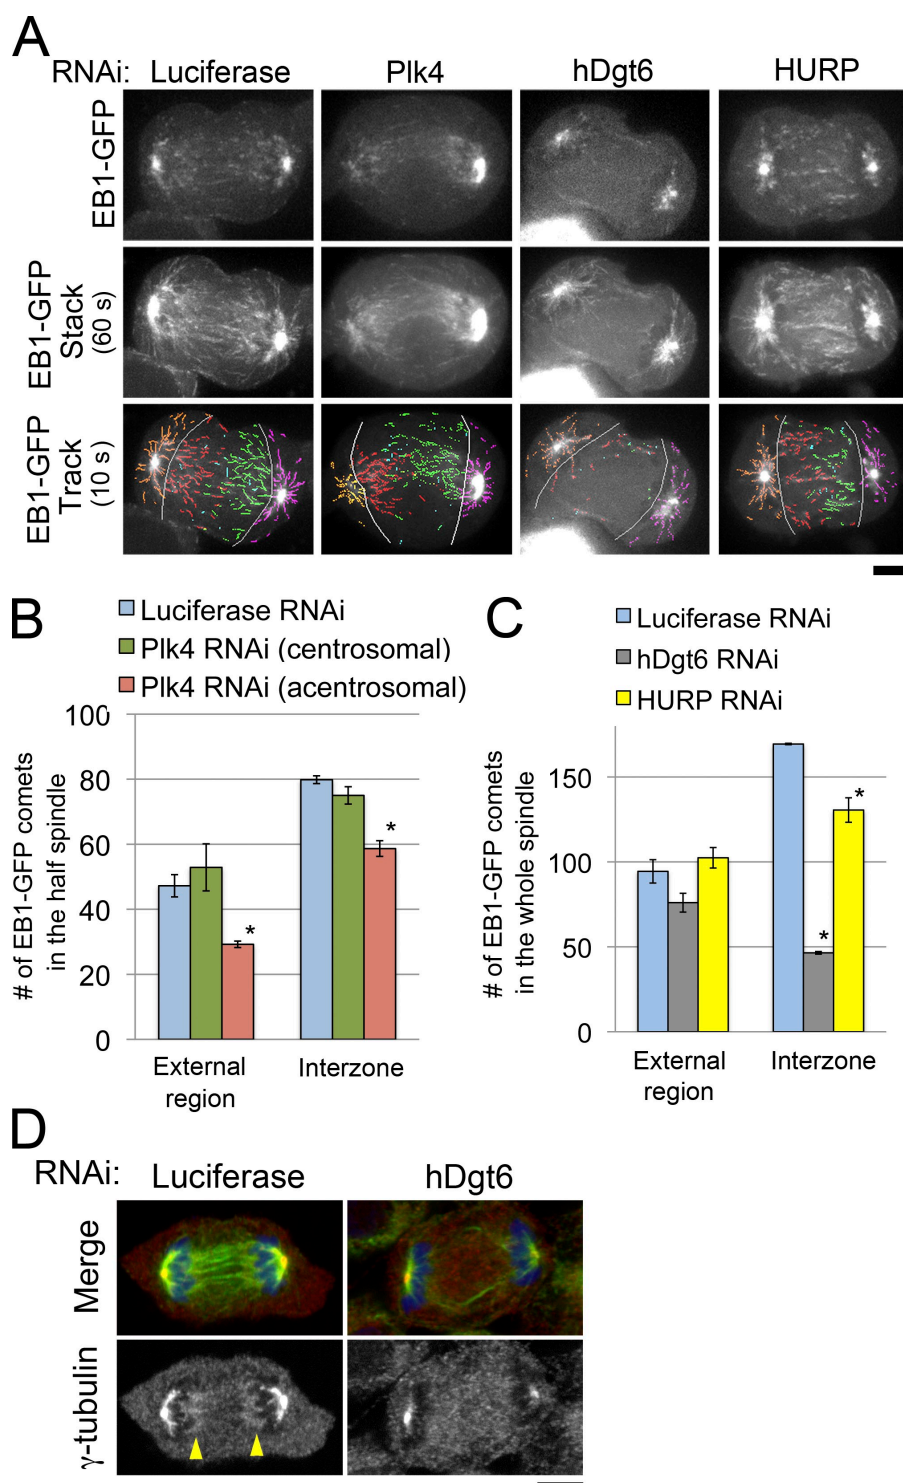 A
RNAi: Luciferase Plk4 hDgt6 HURP
EB1-GFP
EB1-GFP
Stack
(60 s)
EB1-GFP
Track
(10 s)
B
Luciferase RNAi
Plk4 RNAi (centrosomal)
Plk4 RNAi (acentrosomal)
# of EB1-GFP comets
in the half spindle
100
80
60
40
20
0
*
*
External
region
Interzone
C
Luciferase RNAi
hDgt6 RNAi
HURP RNAi
# of EB1-GFP comets
in the whole spindle
150
100
50
0
*
*
External
region
Interzone
D
RNAi: Luciferase hDgt6
Merge
γ-tubulin